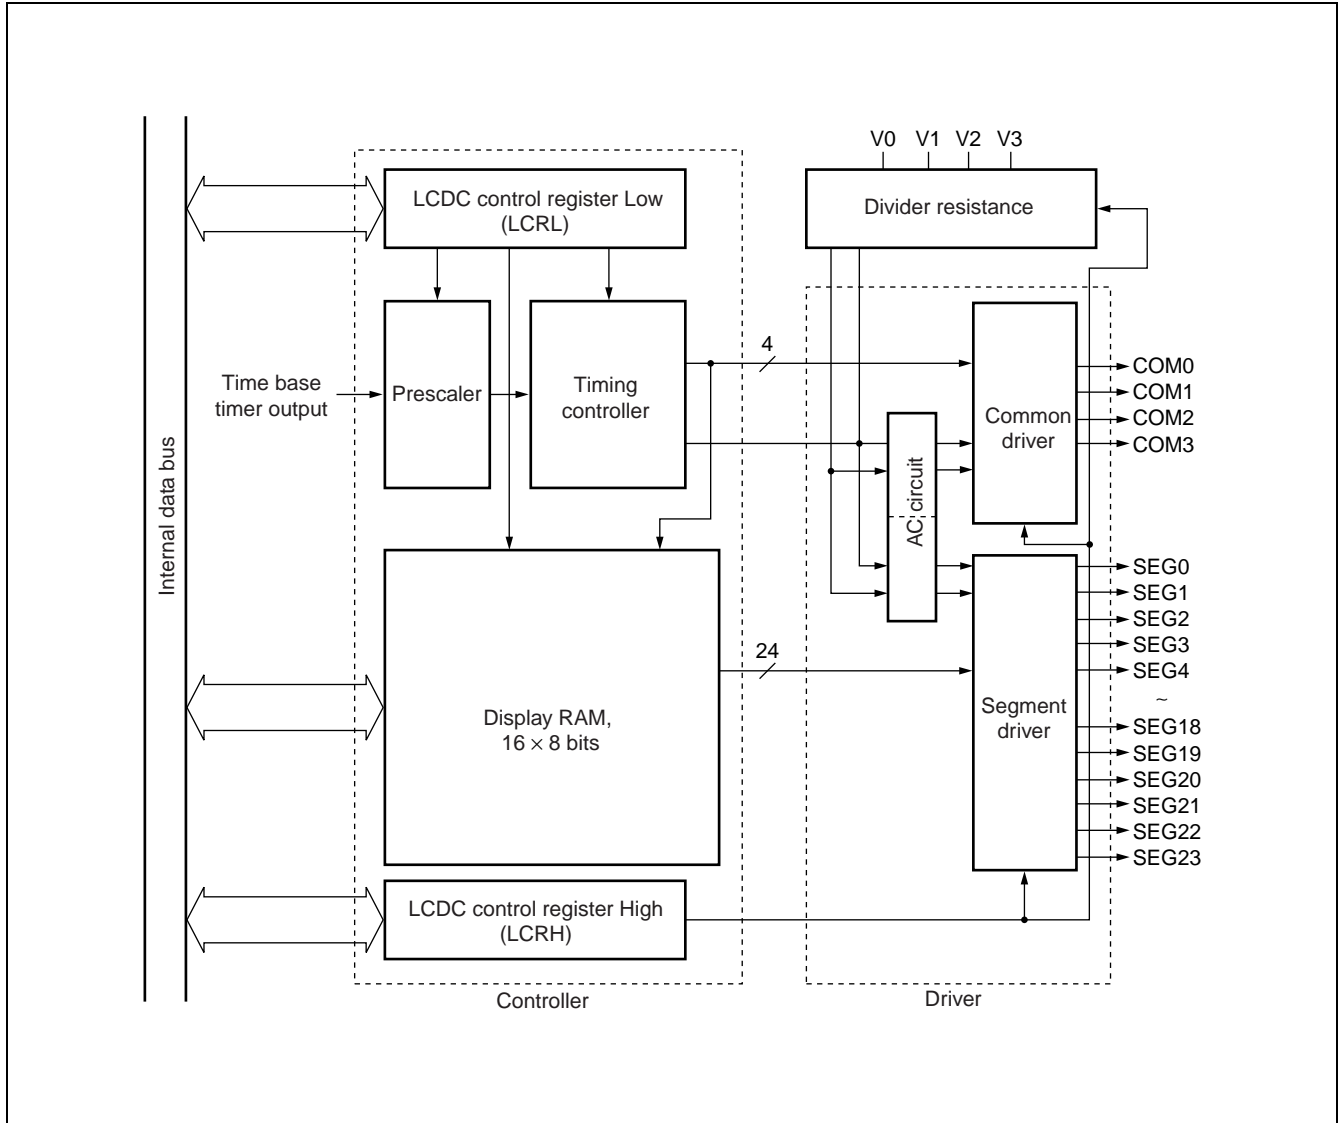 V0 V1 V2 V3
LCDC control register Low
(LCRL)
Divider resistance
4
Time base
timer output
Prescaler
Timing
controller
Common
driver
COM0
COM1
COM2
COM3
AC circuit
Internal data bus
SEG0
SEG1
SEG2
SEG3
SEG4
~
SEG18
SEG19
SEG20
SEG21
SEG22
SEG23
24
Segment
driver
Display RAM,
16 × 8 bits
LCDC control register High
(LCRH)
Controller
Driver